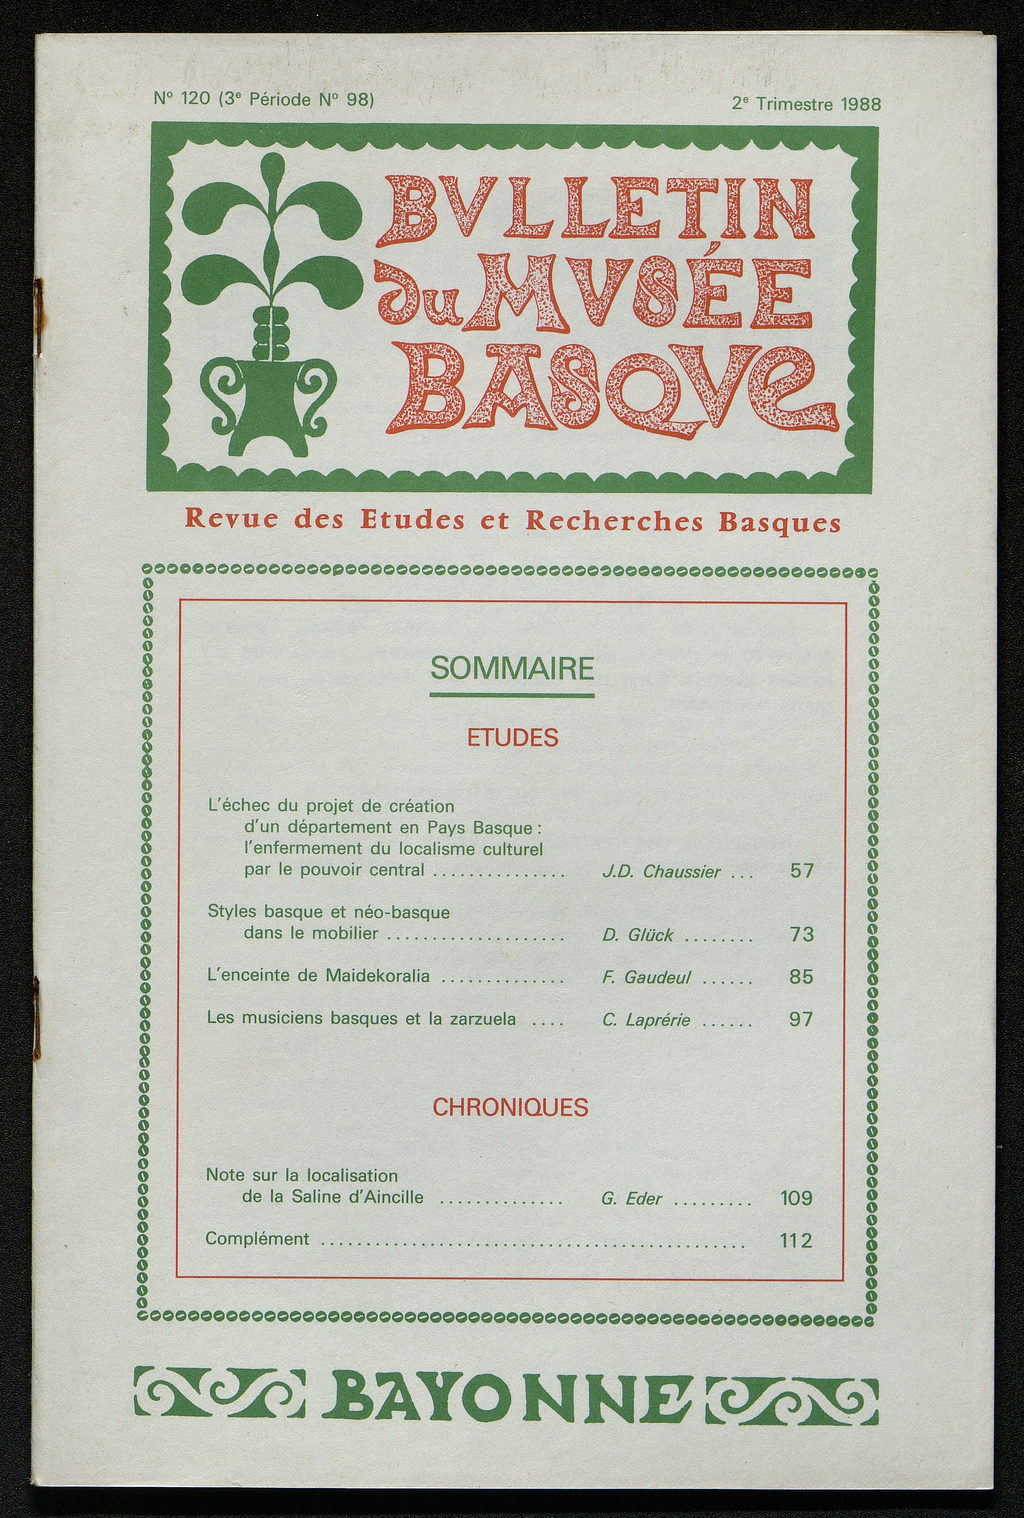 N° 120 (3e Période N° 98)
2e Trimestre 1988
BVLLETIN
du MVSÉE
BASQVe
Revue des Etudes et Recherches Basques
SOMMAIRE
ETUDES
L'échec du projet de création
d'un département en Pays Basque :
l'enfermement du localisme culturel
par le pouvoir central ............... J.D. Chaussier ... 57
Styles basque et néo-basque
dans le mobilier .................... D. Glück ........ 73
L'enceinte de Maidekoralia .............. F. Gaudeul ...... 85
Les musiciens basques et la zarzuela .... C. Laprérie ...... 97
CHRONIQUES
Note sur la localisation
de la Saline d'Aincille .............. G. Eder ......... 109
Complément ................................................ 112
BAYONNE